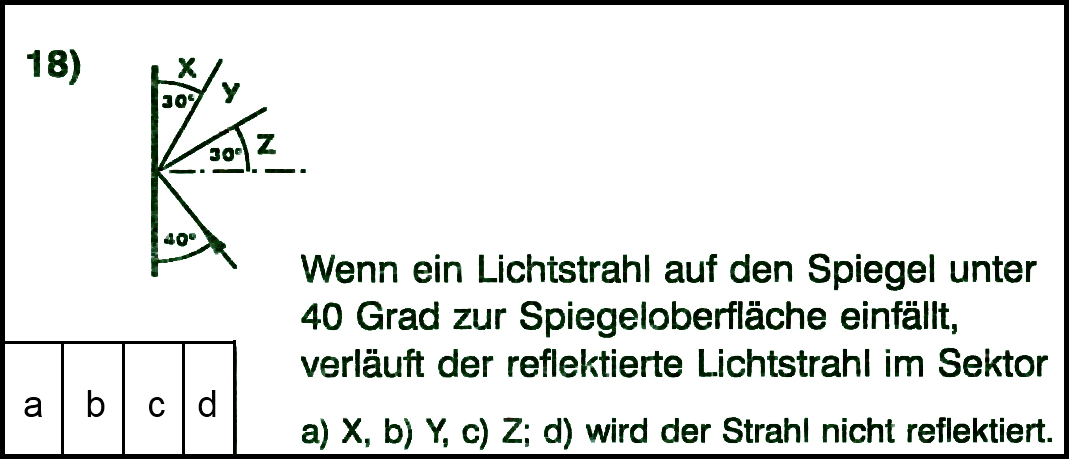 18)
X
30°
Y
30°
Z
40°
Wenn ein Lichtstrahl auf den Spiegel unter
40 Grad zur Spiegeloberfläche einfällt,
verläuft der reflektierte Lichtstrahl im Sektor
a b c d
a) X, b) Y, c) Z; d) wird der Strahl nicht reflektiert.